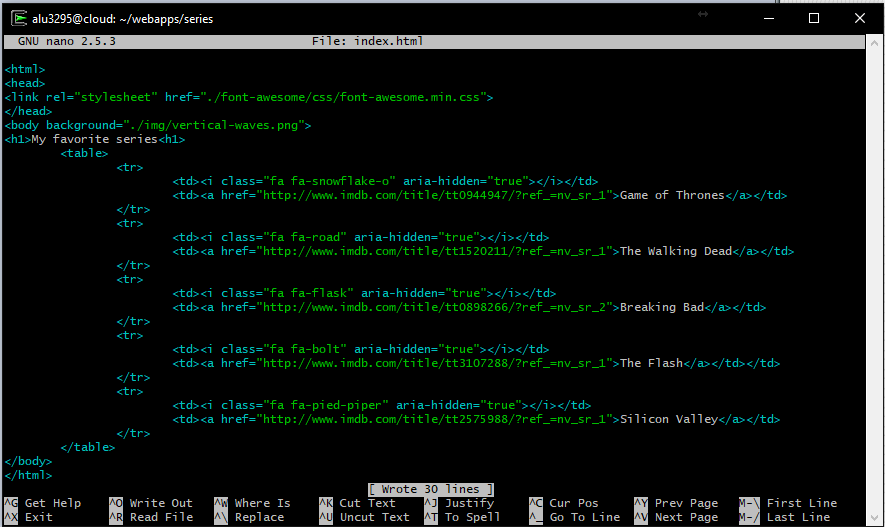 alu3295@cloud: ~/webapps/series
GNU nano 2.5.3 File: index.html
<html>
<head>
<link rel="stylesheet" href="./font-awesome/css/font-awesome.min.css">
</head>
<body background="./img/vertical-waves.png">
<h1>My favorite series<h1>
<table>
<tr>
<td><i class="fa fa-snowflake-o" aria-hidden="true"></i></td>
<td><a href="http://www.imdb.com/title/tt0944947/?ref_=nv_sr_1">Game of Thrones</a></td>
</tr>
<tr>
<td><i class="fa fa-road" aria-hidden="true"></i></td>
<td><a href="http://www.imdb.com/title/tt1520211/?ref_=nv_sr_1">The Walking Dead</a></td>
</tr>
<tr>
<td><i class="fa fa-flask" aria-hidden="true"></i></td>
<td><a href="http://www.imdb.com/title/tt0898266/?ref_=nv_sr_2">Breaking Bad</a></td>
</tr>
<tr>
<td><i class="fa fa-bolt" aria-hidden="true"></i></td>
<td><a href="http://www.imdb.com/title/tt3107288/?ref_=nv_sr_1">The Flash</a></td></td>
</tr>
<tr>
<td><i class="fa fa-pied-piper" aria-hidden="true"></i></td>
<td><a href="http://www.imdb.com/title/tt2575988/?ref_=nv_sr_1">Silicon Valley</a></td>
</tr>
</table>
</body>
</html>
[ Wrote 30 lines ]
^G Get Help ^O Write Out ^W Where Is ^K Cut Text ^J Justify ^C Cur Pos ^Y Prev Page M-\ First Line
^X Exit ^R Read File ^\ Replace ^U Uncut Text ^T To Spell ^_ Go To Line ^V Next Page M-/ Last Line